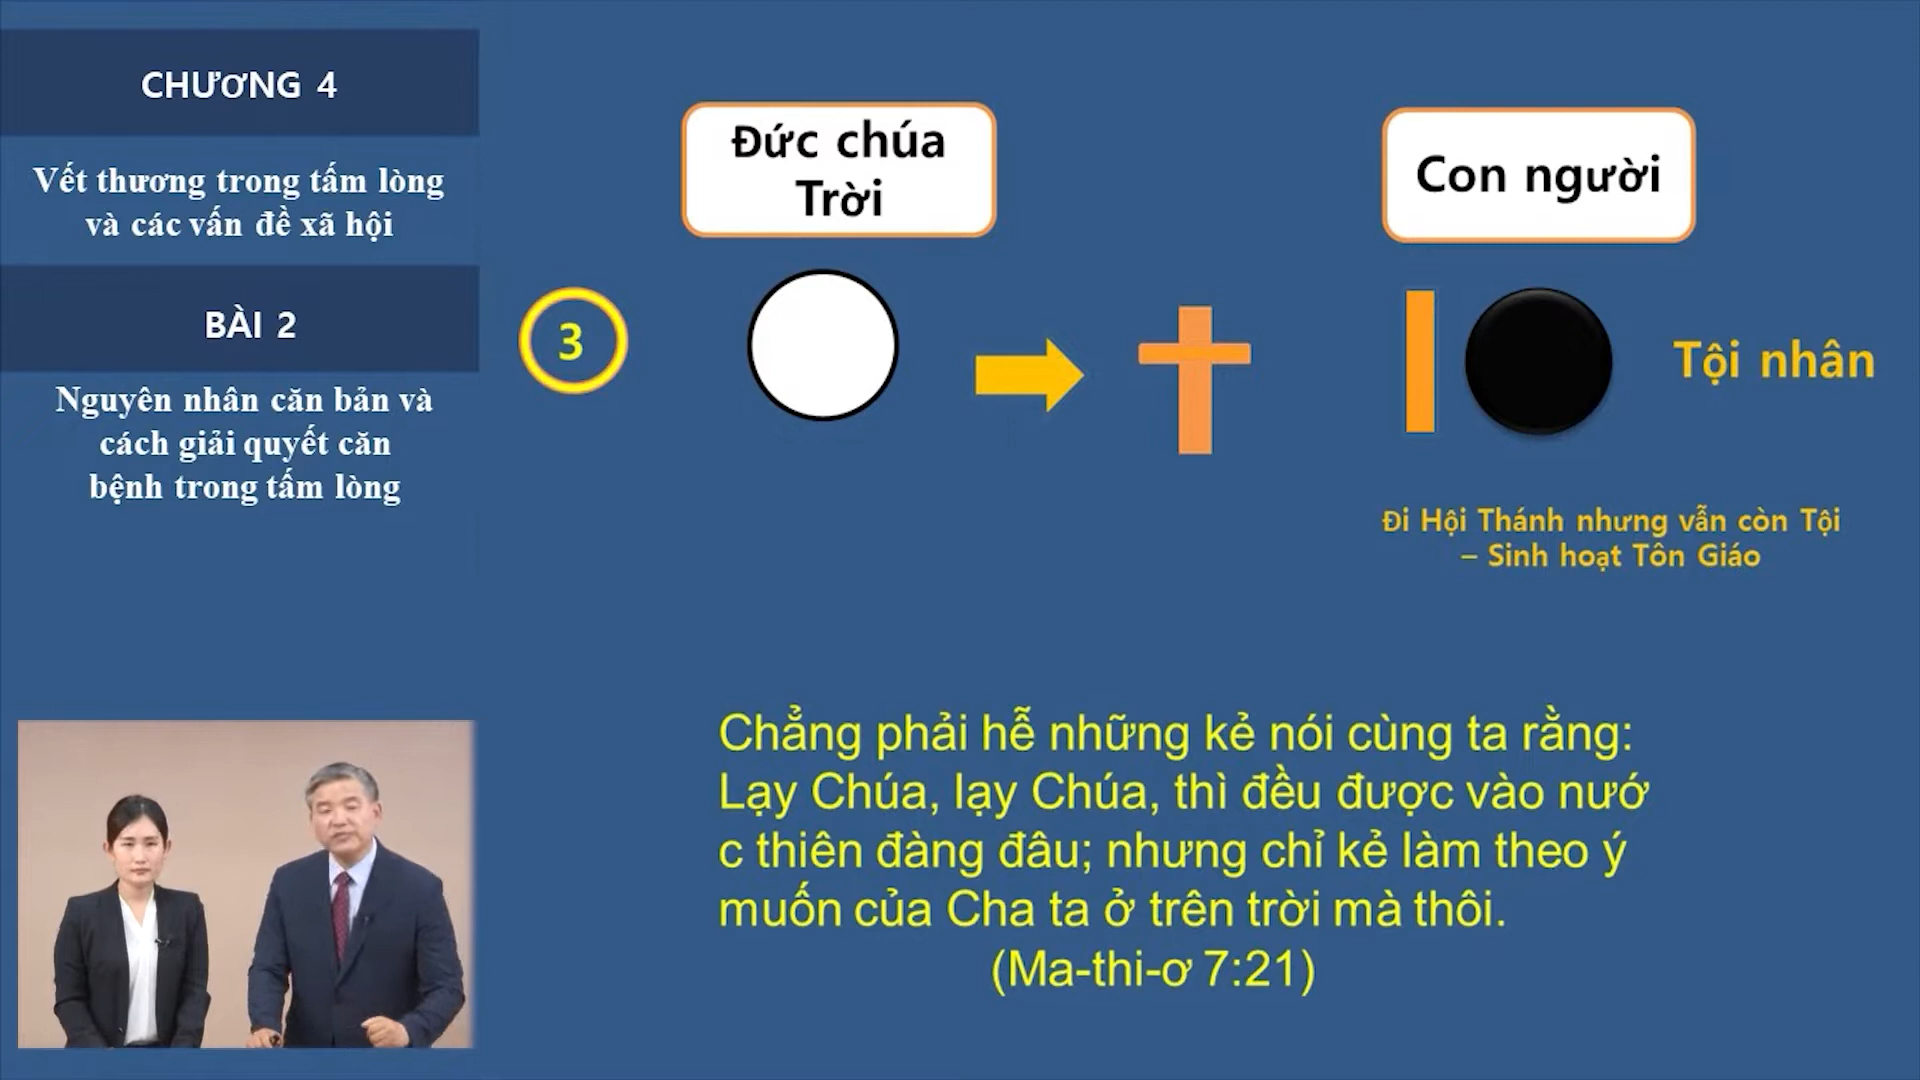 CHƯƠNG 4
Vết thương trong tấm lòng
và các vấn đề xã hội
BÀI 2
Nguyên nhân căn bản và
cách giải quyết căn
bệnh trong tấm lòng
Đức chúa
Trời
Con người
3
Tội nhân
Đi Hội Thánh nhưng vẫn còn Tội
– Sinh hoạt Tôn Giáo
Chẳng phải hễ những kẻ nói cùng ta rằng:
Lạy Chúa, lạy Chúa, thì đều được vào nướ
c thiên đàng đâu; nhưng chỉ kẻ làm theo ý
muốn của Cha ta ở trên trời mà thôi.
(Ma-thi-ơ 7:21)